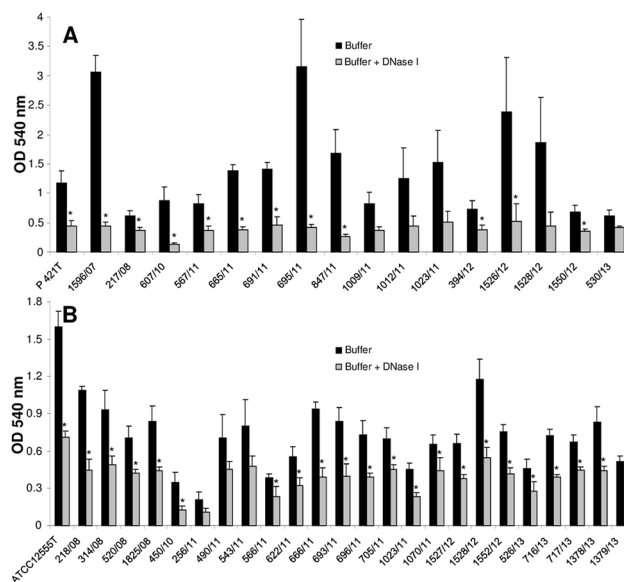 A
Buffer
Buffer + DNase I
OD 540 nm
4
3.5
3
2.5
2
1.5
1
0.5
0
* * * * * * * * * * * *
P 421T 1596/07 217/08 607/10 567/11 665/11 691/11 695/11 847/11 1009/11 1012/11 1023/11 394/12 1526/12 1528/12 1550/12 530/13
B
Buffer
Buffer + DNase I
OD 540 nm
1.8
1.5
1.2
0.9
0.6
0.3
0
* * * * * * * * * * * * * * * * * * * * *
ATCC12555T 218/08 314/08 520/08 1825/08 450/10 256/11 490/11 543/11 566/11 622/11 666/11 693/11 696/11 705/11 1023/11 1070/11 1527/12 1528/12 1552/12 526/13 716/13 717/13 1378/13 1379/13